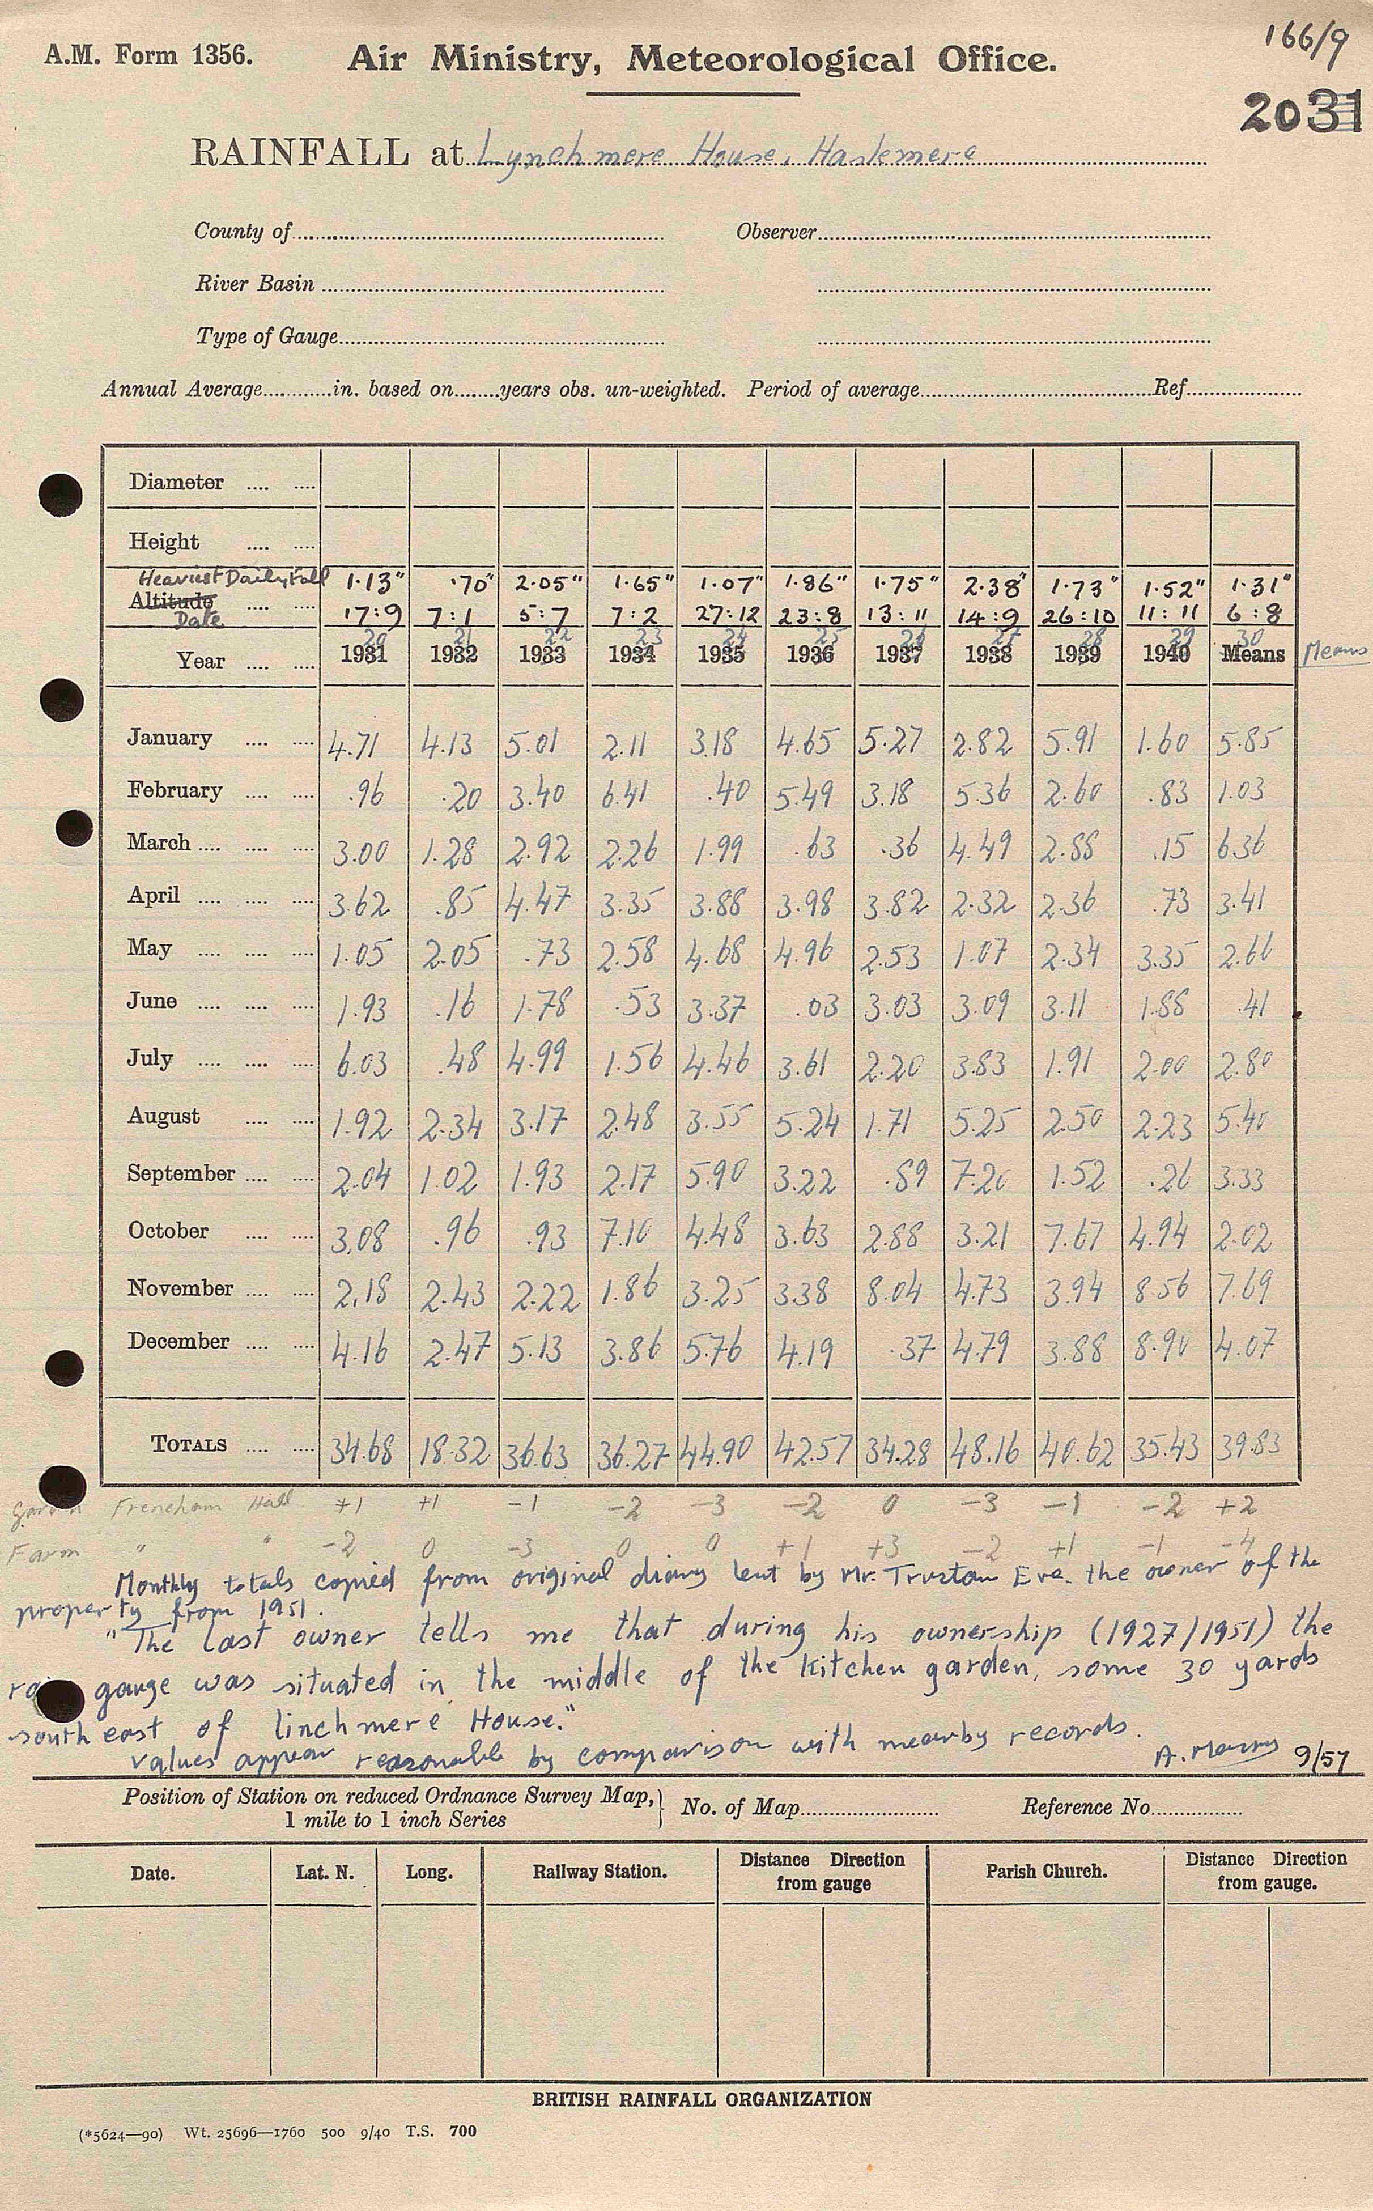 166/9
A.M. Form 1356. Air Ministry, Meteorological Office.
2031
RAINFALL at Lynchmere House, Haslemere
County of Observer
River Basin
Type of Gauge
Annual Average in. based on years obs. un-weighted. Period of average Ref
Diameter
Height
Heaviest Daily Fall 1.13" .70" 2.05" 1.65" 1.07" 1.86" 1.75" 2.38" 1.73" 1.52" 1.31"
Altitude
Date 17:9 7:1 5:7 7:2 27:12 23:8 13:11 14:9 26:10 11:11 6:8
20 21 22 23 24 25 26 27 28 29 30
Year 1931 1932 1933 1934 1935 1936 1937 1938 1939 1940 Means Means
January 4.71 4.13 5.01 2.11 3.18 4.65 5.27 2.82 5.91 1.60 5.85
February .96 .20 3.40 6.41 .40 5.49 3.18 5.36 2.60 .83 1.03
March 3.00 1.28 2.92 2.26 1.99 .63 .36 4.49 2.88 .15 6.36
April 3.62 .85 4.47 3.35 3.88 3.98 3.82 2.32 2.36 .73 3.41
May 1.05 2.05 .73 2.58 4.68 4.96 2.53 1.07 2.34 3.35 2.66
June 1.93 .16 1.78 .53 3.37 .03 3.03 3.09 3.11 1.88 .41
July 6.03 .48 4.99 1.56 4.46 3.61 2.20 3.83 1.91 2.00 2.80
August 1.92 2.34 3.17 2.48 3.55 5.24 1.71 5.25 2.50 2.23 5.40
September 2.04 1.02 1.93 2.17 5.90 3.22 .89 7.20 1.52 .26 3.33
October 3.08 .96 .93 7.10 4.48 3.63 2.88 3.21 7.67 4.94 2.02
November 2.18 2.43 2.22 1.86 3.25 3.38 8.04 4.73 3.94 8.56 7.69
December 4.16 2.47 5.13 3.86 5.76 4.19 .37 4.79 3.88 8.90 4.07
TOTALS 34.68 18.32 36.63 36.27 44.90 42.57 34.28 48.16 40.62 35.43 39.83
Garden Frencham Hall +1 +1 -1 -2 -3 -2 0 -3 -1 -2 +2
Farm " " -2 0 -3 0 0 +1 +3 -2 +1 -1 -4
Monthly totals copied from original diary lent by Mr. Trustam Eve. the owner of the
property from 1951.
"The last owner tells me that during his ownership (1927/1951) the
rain gauge was situated in the middle of the kitchen garden, some 30 yards
south east of linchmere House."
values appear reasonable by comparison with nearby records.
A. 9/57
Position of Station on reduced Ordnance Survey Map, 1 mile to 1 inch Series } No. of Map Reference No
Date. Lat. N. Long. Railway Station. Distance Direction from gauge Parish Church. Distance Direction from gauge.
BRITISH RAINFALL ORGANIZATION
(*5624—90) Wt. 25696—1760 500 9/40 T.S. 700